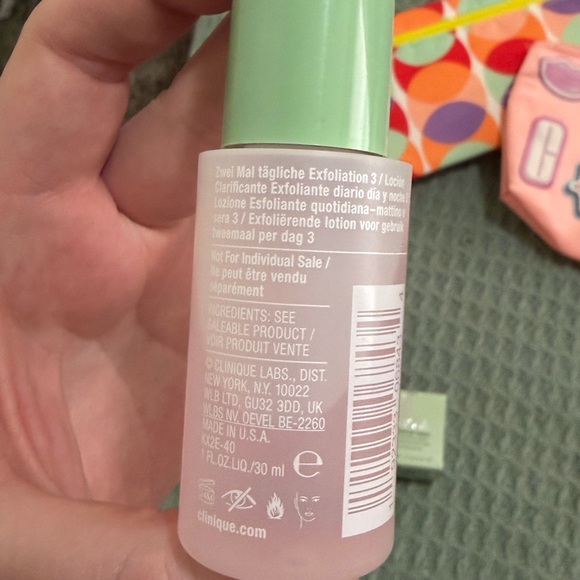 Zwei Mal tägliche Exfoliation 3 / Loción
Clarificante Exfoliante diario día y noche
Lozione Esfoliante quotidiana-mattino
sera 3 / Exfoliërende lotion voor gebruik
tweemaal per dag 3
Not For Individual Sale /
Ne peut être vendu
séparément
INGREDIENTS: SEE
SALEABLE PRODUCT /
VOIR PRODUIT VENTE
© CLINIQUE LABS., DIST.
NEW YORK, N.Y. 10022
WLB LTD, GU32 3DD, UK
WLBS NV, OEVEL BE-2260
MADE IN U.S.A.
KX2E-40
1 FL.OZ.LIQ./30 ml ℮
clinique.com